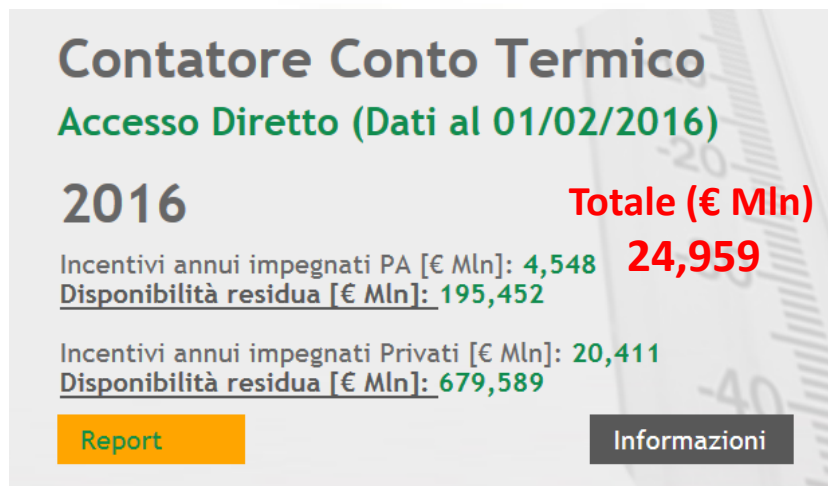 Contatore Conto Termico
Accesso Diretto (Dati al 01/02/2016)
2016
Totale (€ Mln)
24,959
Incentivi annui impegnati PA [€ Mln]: 4,548
Disponibilità residua [€ Mln]: 195,452
Incentivi annui impegnati Privati [€ Mln]: 20,411
Disponibilità residua [€ Mln]: 679,589
Report
Informazioni
-20
-40